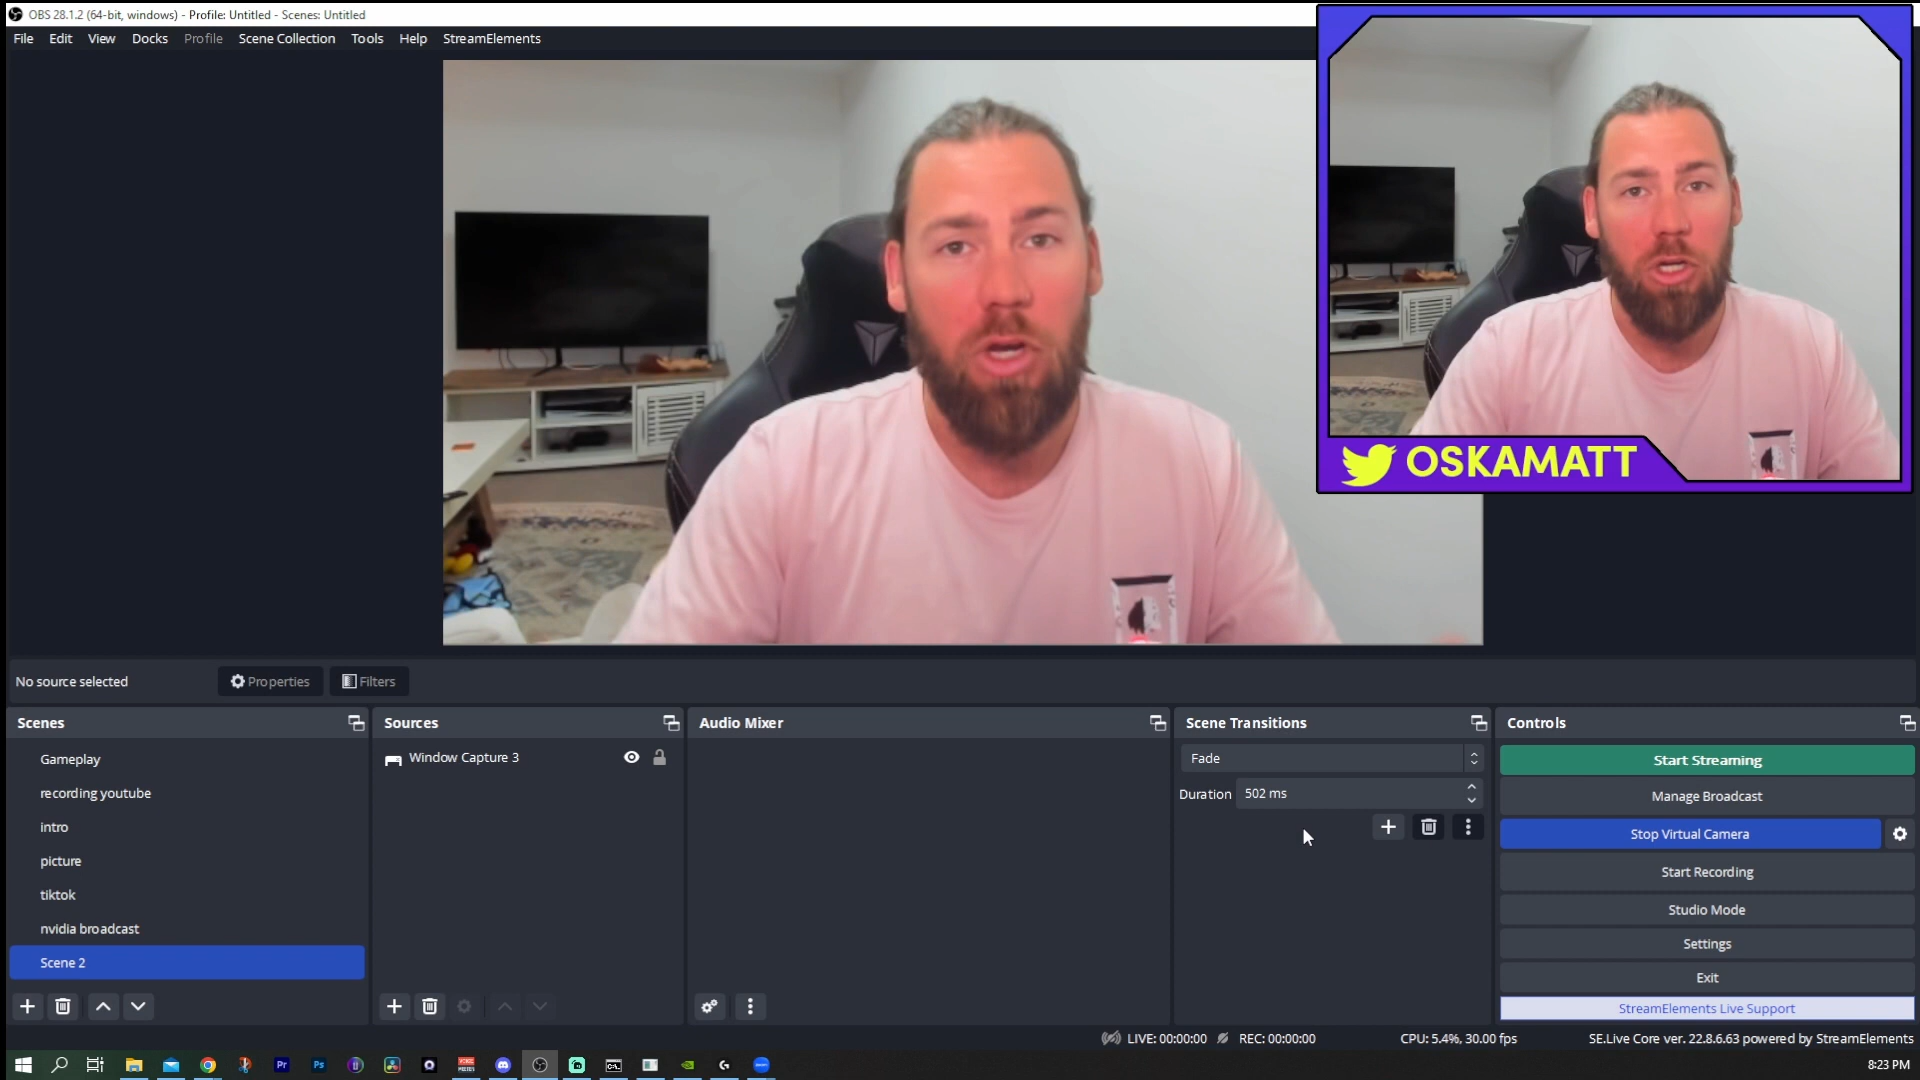 OBS 28.1.2 (64-bit, windows) - Profile: Untitled - Scenes: Untitled
File Edit View Docks Profile Scene Collection Tools Help StreamElements
OSKAMATT
No source selected Properties Filters
Scenes
Gameplay
recording youtube
intro
picture
tiktok
nvidia broadcast
Scene 2
Sources
Window Capture 3
Audio Mixer
Scene Transitions
Fade
Duration 502 ms
Controls
Start Streaming
Manage Broadcast
Stop Virtual Camera
Start Recording
Studio Mode
Settings
Exit
StreamElements Live Support
LIVE: 00:00:00 REC: 00:00:00 CPU: 5.4%, 30.00 fps SE.Live Core ver. 22.8.6.63 powered by StreamElements
Pr Ps
8:23 PM